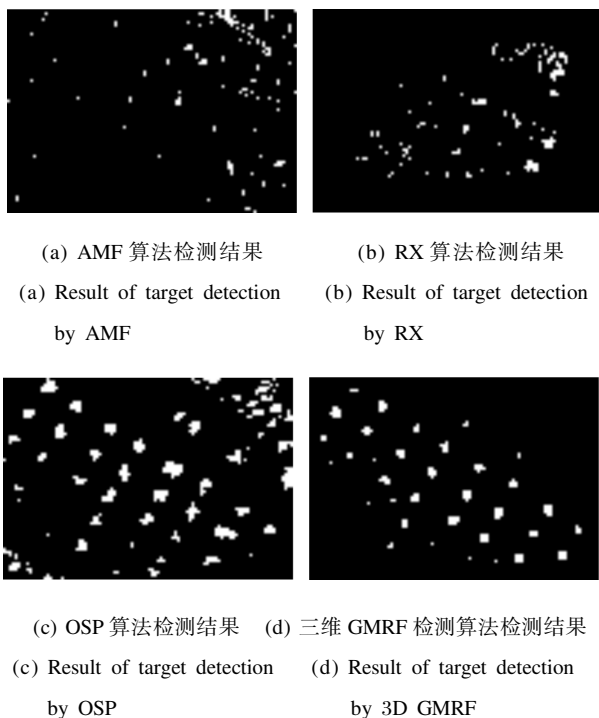 (a) AMF 算法检测结果
(a) Result of target detection
by AMF
(b) RX 算法检测结果
(b) Result of target detection
by RX
(c) OSP 算法检测结果
(c) Result of target detection
by OSP
(d) 三维 GMRF 检测算法检测结果
(d) Result of target detection
by 3D GMRF